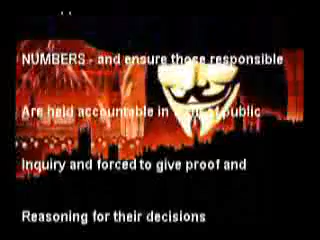 NUMBERS - and ensure those responsible
Are held accountable in public
Inquiry and forced to give proof and
Reasoning for their decisions